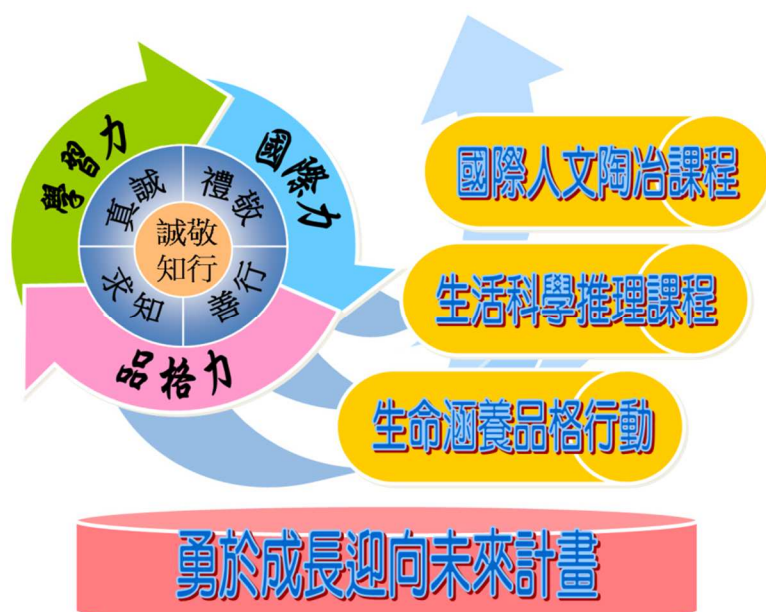 學習力
國際力
品格力
真誠
禮敬
求知
善行
誠敬
知行
國際人文陶冶課程
生活科學推理課程
生命涵養品格行動
勇於成長迎向未來計畫